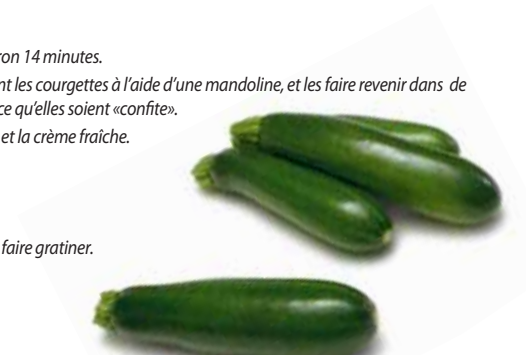 ron 14 minutes.
nt les courgettes à l’aide d’une mandoline, et les faire revenir dans de
ce qu’elles soient «confite».
et la crème fraîche.
faire gratiner.